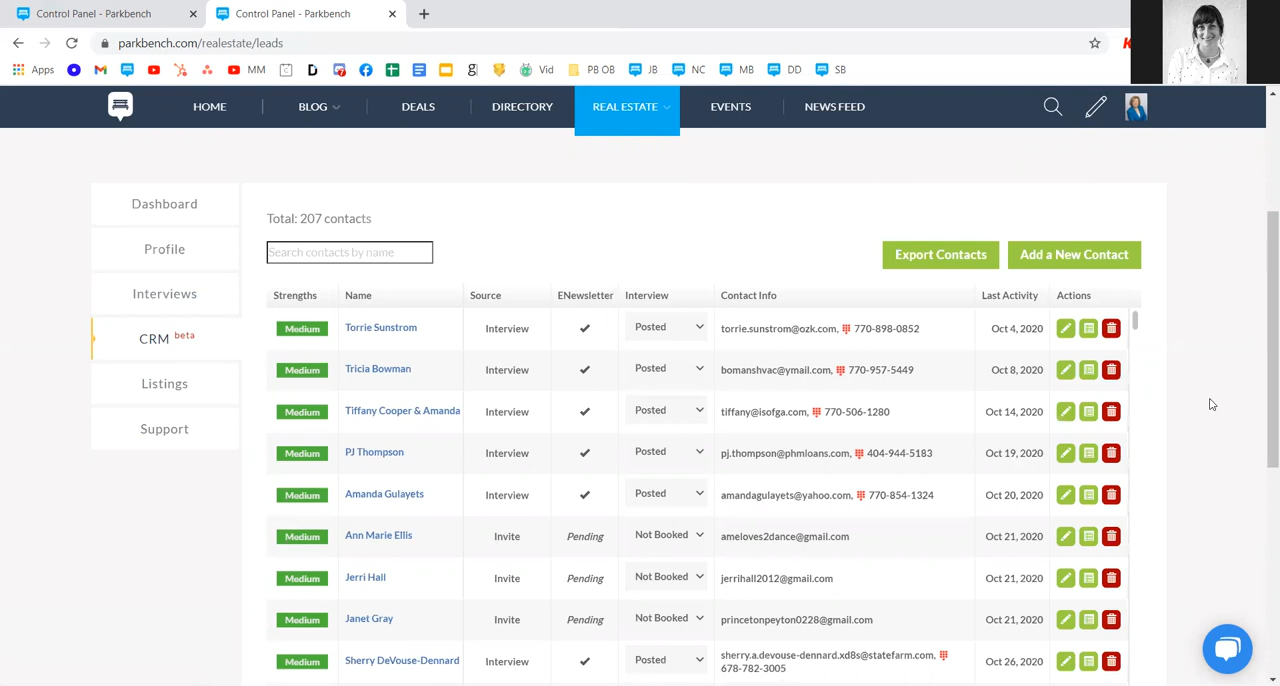 Control Panel - Parkbench
Control Panel - Parkbench
parkbench.com/realestate/leads
Apps MM Vid PB OB JB NC MB DD SB
HOME BLOG DEALS DIRECTORY REAL ESTATE EVENTS NEWS FEED
Dashboard
Profile
Interviews
CRM beta
Listings
Support
Total: 207 contacts
Search contacts by name
Export Contacts Add a New Contact
Strengths Name Source ENewsletter Interview Contact Info Last Activity Actions
Medium Torrie Sunstrom Interview Posted torrie.sunstrom@ozk.com, 770-898-0852 Oct 4, 2020
Medium Tricia Bowman Interview Posted bomanshvac@ymail.com, 770-957-5449 Oct 8, 2020
Medium Tiffany Cooper & Amanda Interview Posted tiffany@isofga.com, 770-506-1280 Oct 14, 2020
Medium PJ Thompson Interview Posted pj.thompson@phmloans.com, 404-944-5183 Oct 19, 2020
Medium Amanda Gulayets Interview Posted amandagulayets@yahoo.com, 770-854-1324 Oct 20, 2020
Medium Ann Marie Ellis Invite Pending Not Booked ameloves2dance@gmail.com Oct 21, 2020
Medium Jerri Hall Invite Pending Not Booked jerrihall2012@gmail.com Oct 21, 2020
Medium Janet Gray Invite Pending Not Booked princetonpeyton0228@gmail.com Oct 21, 2020
Medium Sherry DeVouse-Dennard Interview Posted sherry.a.devouse-dennard.xd8s@statefarm.com, 678-782-3005 Oct 26, 2020